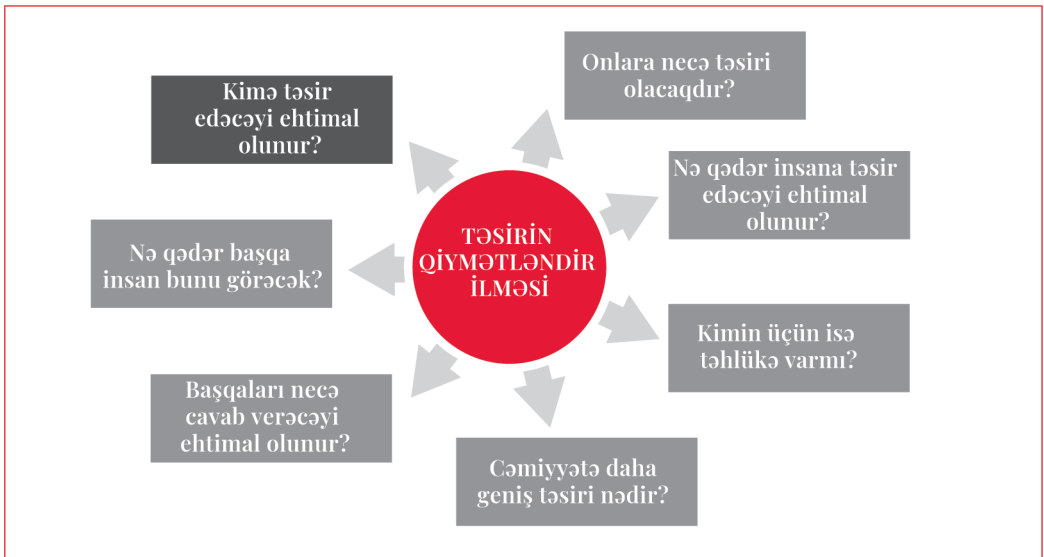 Kimə təsir
edəcəyi ehtimal
olunur?
Onlara necə təsiri
olacaqdır?
Nə qədər insana təsir
edəcəyi ehtimal
olunur?
Kimin üçün isə
təhlükə varmı?
Cəmiyyətə daha
geniş təsiri nədir?
Başqaları necə
cavab verəcəyi
ehtimal olunur?
Nə qədər başqa
insan bunu görəcək?
TƏSİRİN
QİYMƏTLƏNDİR
İLMƏSİ